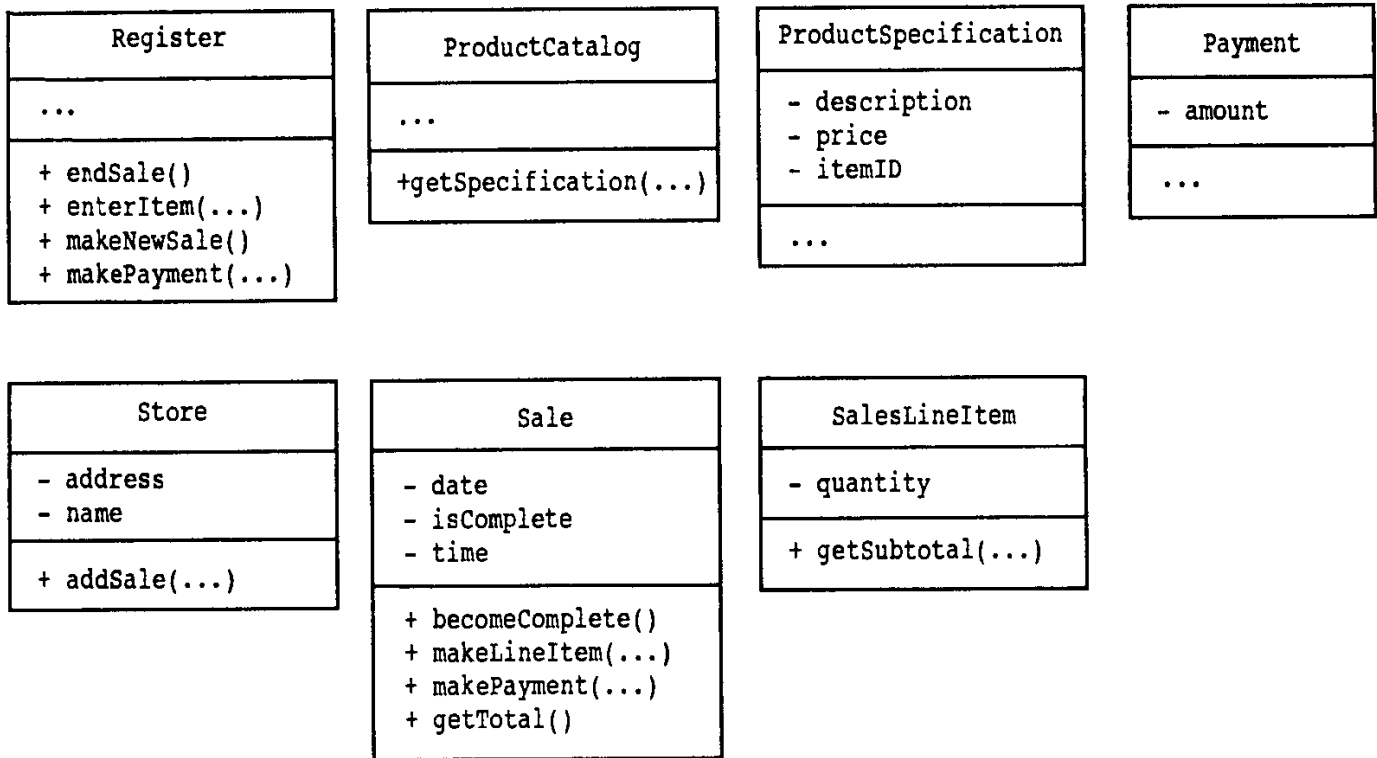 Register
...
+ endSale()
+ enterItem(...)
+ makeNewSale()
+ makePayment(...)
ProductCatalog
...
+getSpecification(...)
ProductSpecification
- description
- price
- itemID
...
Payment
- amount
...
Store
- address
- name
+ addSale(...)
Sale
- date
- isComplete
- time
+ becomeComplete()
+ makeLineItem(...)
+ makePayment(...)
+ getTotal()
SalesLineItem
- quantity
+ getSubtotal(...)